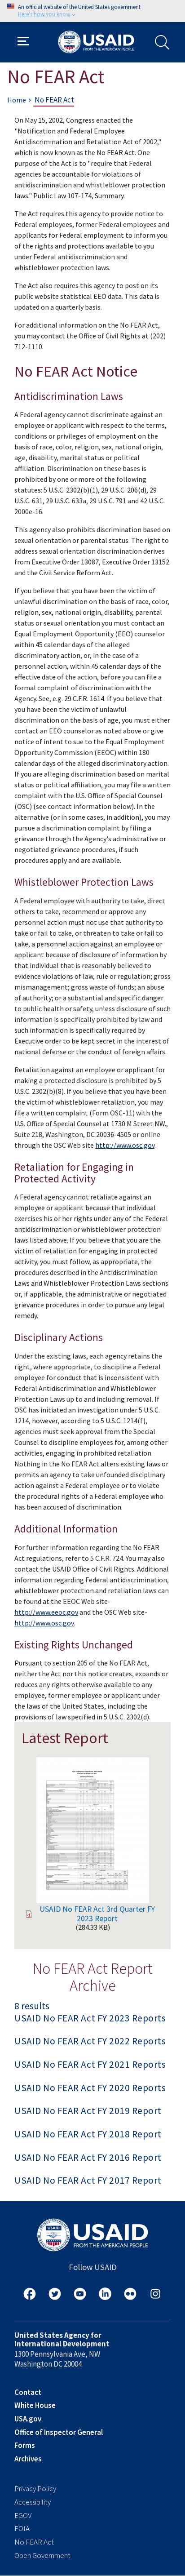 An official website of the United States government
Here's how you know
USAID
FROM THE AMERICAN PEOPLE
No FEAR Act
Home › No FEAR Act
On May 15, 2002, Congress enacted the
"Notification and Federal Employee
Antidiscrimination and Retaliation Act of 2002,"
which is now known as the No FEAR Act. One
purpose of the Act is to "require that Federal
agencies be accountable for violations of
antidiscrimination and whistleblower protection
laws." Public Law 107-174, Summary.
The Act requires this agency to provide notice to
Federal employees, former Federal employees and
applicants for Federal employment to inform you
of the rights and protections available to you
under Federal antidiscrimination and
whistleblower protection laws.
The Act also requires this agency to post on its
public website statistical EEO data. This data is
updated on a quarterly basis.
For additional information on the No FEAR Act,
you may contact the Office of Civil Rights at (202)
712-1110.
No FEAR Act Notice
Antidiscrimination Laws
A Federal agency cannot discriminate against an
employee or applicant with respect to the terms,
conditions or privileges of employment on the
basis of race, color, religion, sex, national origin,
age, disability, marital status or political
affiliation. Discrimination on these bases is
prohibited by one or more of the following
statutes: 5 U.S.C. 2302(b)(1), 29 U.S.C. 206(d), 29
U.S.C. 631, 29 U.S.C. 633a, 29 U.S.C. 791 and 42 U.S.C.
2000e-16.
This agency also prohibits discrimination based on
sexual orientation or parental status. The right to
address sexual orientation discrimination derives
from Executive Order 13087, Executive Order 13152
and the Civil Service Reform Act.
If you believe that you have been the victim of
unlawful discrimination on the basis of race, color,
religion, sex, national origin, disability, parental
status or sexual orientation you must contact an
Equal Employment Opportunity (EEO) counselor
within 45 calendar days of the alleged
discriminatory action, or, in the case of a
personnel action, within 45 calendar days of the
effective date of the action, before you can file a
formal complaint of discrimination with this
Agency See, e.g. 29 C.F.R. 1614. If you believe that
you have been the victim of unlawful
discrimination on the basis of age, you must either
contact an EEO counselor as noted above or give
notice of intent to sue to the Equal Employment
Opportunity Commission (EEOC) within 180
calendar days of the alleged discriminatory action.
If you are alleging discrimination based on marital
status or political affiliation, you may file a written
complaint with the U.S. Office of Special Counsel
(OSC) (see contact information below). In the
alternative (or in some cases, in addition), you may
pursue a discrimination complaint by filing a
grievance through the Agency's administrative or
negotiated grievance procedures, if such
procedures apply and are available.
Whistleblower Protection Laws
A Federal employee with authority to take, direct
others to take, recommend or approve any
personnel action must not use that authority to
take or fail to take, or threaten to take or fail to
take, a personnel action against an employee or
applicant because of disclosure of information by
that individual that is reasonably believed to
evidence violations of law, rule or regulation; gross
mismanagement; gross waste of funds; an abuse of
authority; or a substantial and specific danger to
public health or safety, unless disclosure of such
information is specifically prohibited by law and
such information is specifically required by
Executive order to be kept secret in the interest of
national defense or the conduct of foreign affairs.
Retaliation against an employee or applicant for
making a protected disclosure is prohibited by 5
U.S.C. 2302(b)(8). If you believe that you have been
the victim of whistleblower retaliation, you may
file a written complaint (Form OSC-11) with the
U.S. Office of Special Counsel at 1730 M Street NW.,
Suite 218, Washington, DC 20036-4505 or online
through the OSC Web site http://www.osc.gov.
Retaliation for Engaging in
Protected Activity
A Federal agency cannot retaliate against an
employee or applicant because that individual
exercises his or her rights under any of the Federal
antidiscrimination or whistleblower protection
laws listed above. If you believe that you are the
victim of retaliation for engaging in protected
activity, you must follow, as appropriate, the
procedures described in the Antidiscrimination
Laws and Whistleblower Protection Laws sections
or, if applicable, the administrative or negotiated
grievance procedures in order to pursue any legal
remedy.
Disciplinary Actions
Under the existing laws, each agency retains the
right, where appropriate, to discipline a Federal
employee for conduct that is inconsistent with
Federal Antidiscrimination and Whistleblower
Protection Laws up to and including removal. If
OSC has initiated an investigation under 5 U.S.C.
1214, however, according to 5 U.S.C. 1214(f),
agencies must seek approval from the Special
Counsel to discipline employees for, among other
activities, engaging in prohibited retaliation.
Nothing in the No FEAR Act alters existing laws or
permits an agency to take unfounded disciplinary
action against a Federal employee or to violate the
procedural rights of a Federal employee who has
been accused of discrimination.
Additional Information
For further information regarding the No FEAR
Act regulations, refer to 5 C.F.R. 724. You may also
contact the USAID Office of Civil Rights. Additional
information regarding Federal antidiscrimination,
whistleblower protection and retaliation laws can
be found at the EEOC Web site-
http://www.eeoc.gov and the OSC Web site-
http://www.osc.gov.
Existing Rights Unchanged
Pursuant to section 205 of the No FEAR Act,
neither the Act nor this notice creates, expands or
reduces any rights otherwise available to any
employee, former employee or applicant under
the laws of the United States, including the
provisions of law specified in 5 U.S.C. 2302(d).
Latest Report
USAID No FEAR Act 3rd Quarter FY
2023 Report
(284.33 KB)
No FEAR Act Report
Archive
8 results
USAID No FEAR Act FY 2023 Reports
USAID No FEAR Act FY 2022 Reports
USAID No FEAR Act FY 2021 Reports
USAID No FEAR Act FY 2020 Reports
USAID No FEAR Act FY 2019 Report
USAID No FEAR Act FY 2018 Report
USAID No FEAR Act FY 2016 Report
USAID No FEAR Act FY 2017 Report
USAID
FROM THE AMERICAN PEOPLE
Follow USAID
United States Agency for
International Development
1300 Pennsylvania Ave, NW
Washington DC 20004
Contact
White House
USA.gov
Office of Inspector General
Forms
Archives
Privacy Policy
Accessibility
EGOV
FOIA
No FEAR Act
Open Government